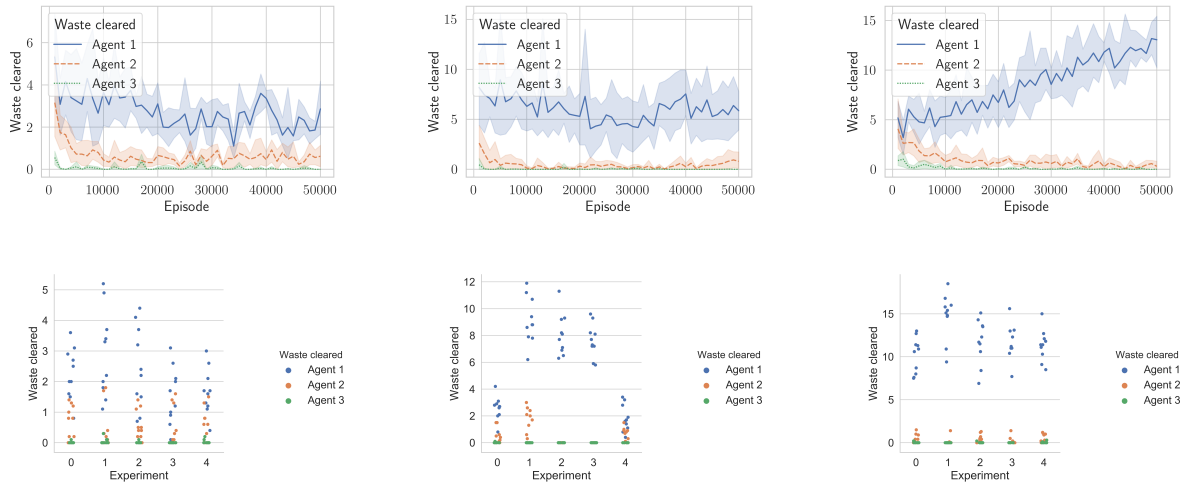 Waste cleared
6
4
2
0
Waste cleared
Agent 1
Agent 2
Agent 3
0 10000 20000 30000 40000 50000
Episode
Waste cleared
15
10
5
0
Waste cleared
Agent 1
Agent 2
Agent 3
0 10000 20000 30000 40000 50000
Episode
Waste cleared
15
10
5
0
Waste cleared
Agent 1
Agent 2
Agent 3
0 10000 20000 30000 40000 50000
Episode
Waste cleared
5
4
3
2
1
0
0 1 2 3 4
Experiment
Waste cleared
Agent 1
Agent 2
Agent 3
Waste cleared
12
10
8
6
4
2
0
0 1 2 3 4
Experiment
Waste cleared
Agent 1
Agent 2
Agent 3
Waste cleared
15
10
5
0
0 1 2 3 4
Experiment
Waste cleared
Agent 1
Agent 2
Agent 3